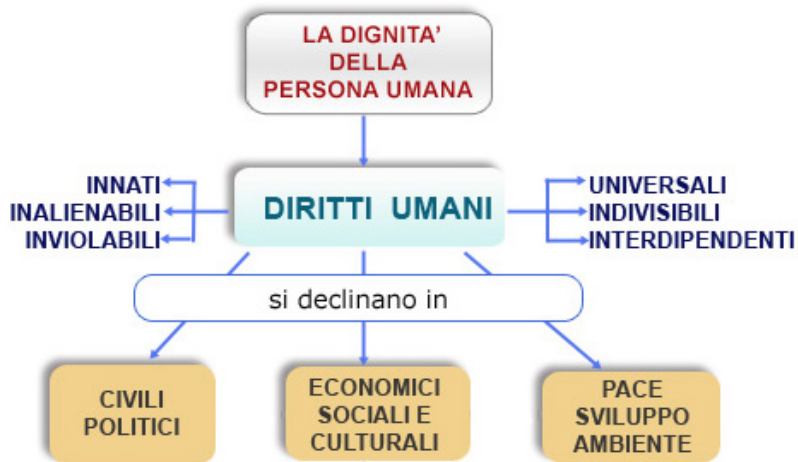 LA DIGNITA'
DELLA
PERSONA UMANA
INNATI
INALIENABILI
INVIOLABILI
DIRITTI UMANI
UNIVERSALI
INDIVISIBILI
INTERDIPENDENTI
si declinano in
CIVILI
POLITICI
ECONOMICI
SOCIALI E
CULTURALI
PACE
SVILUPPO
AMBIENTE